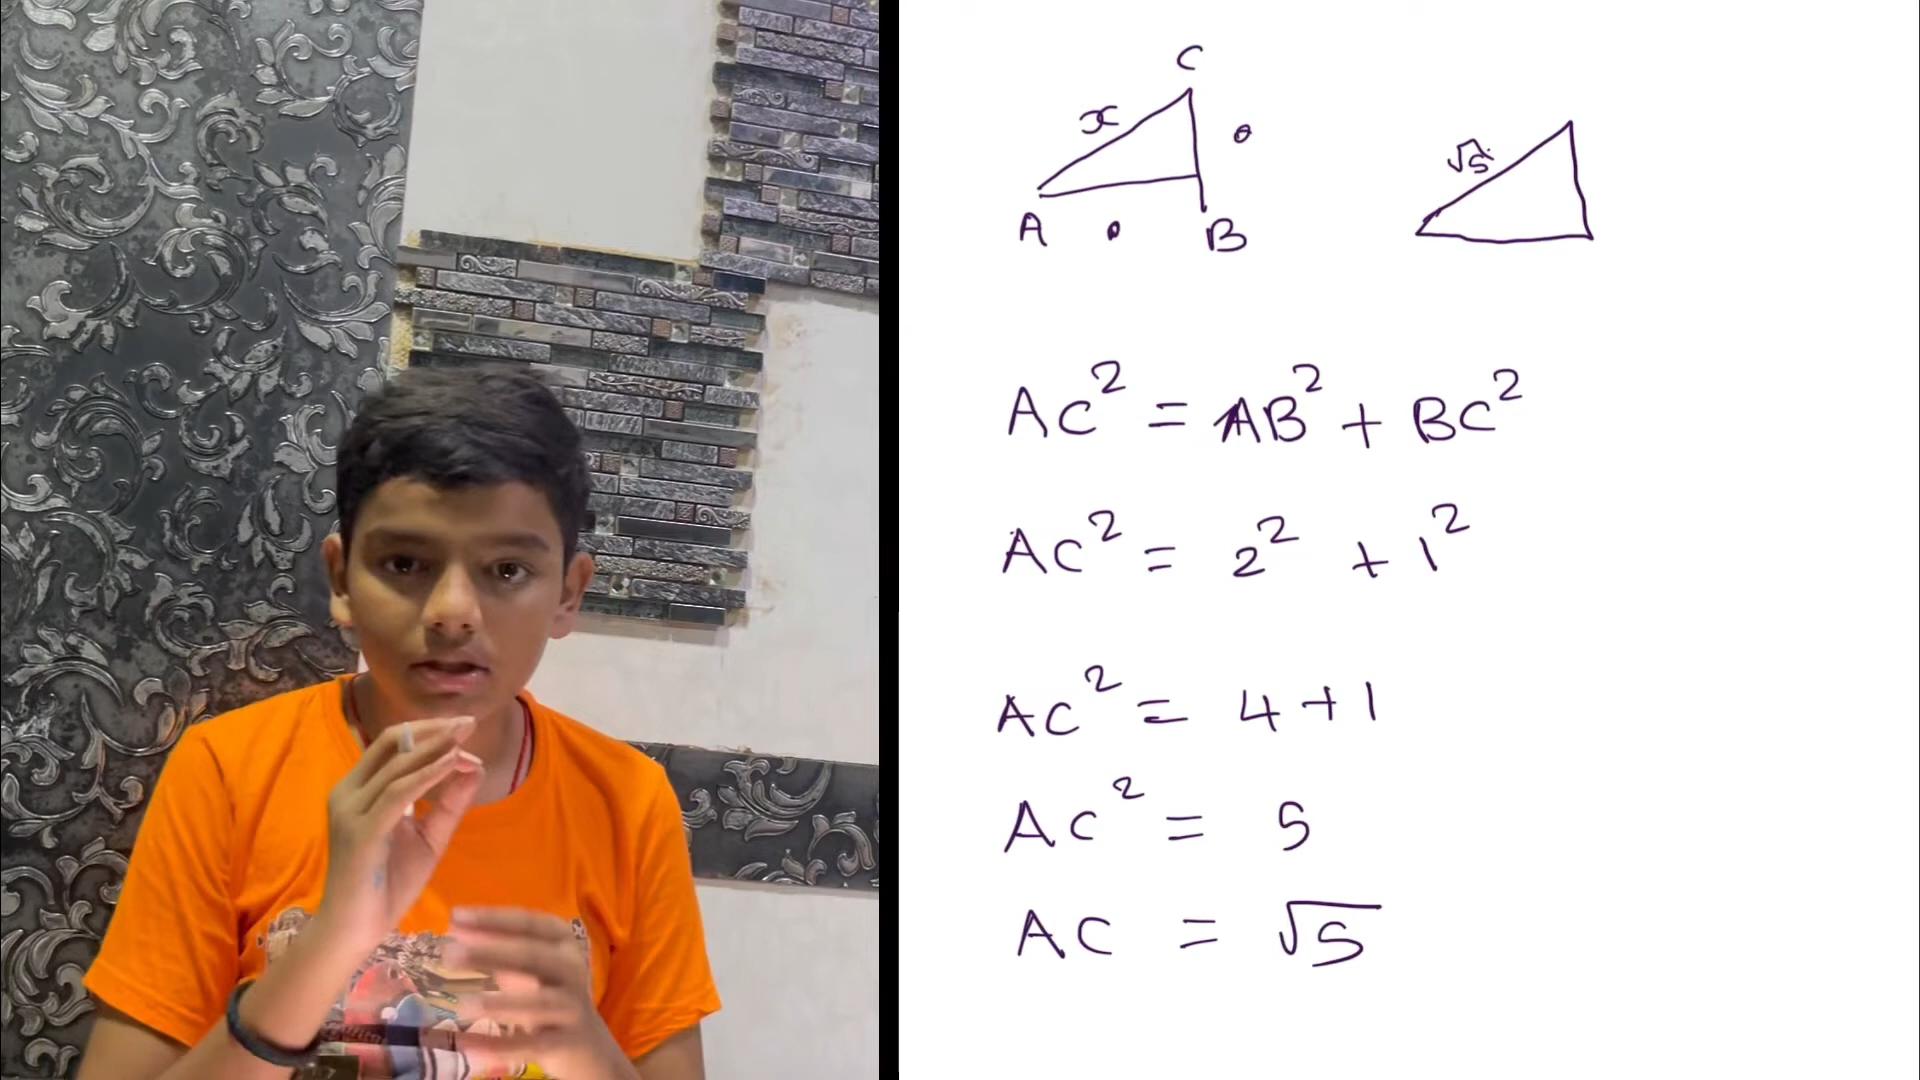 C
x
θ
√5
A
B
AC² = AB² + BC²
AC² = 2² + 1²
AC² = 4 + 1
AC² = 5
AC = √5